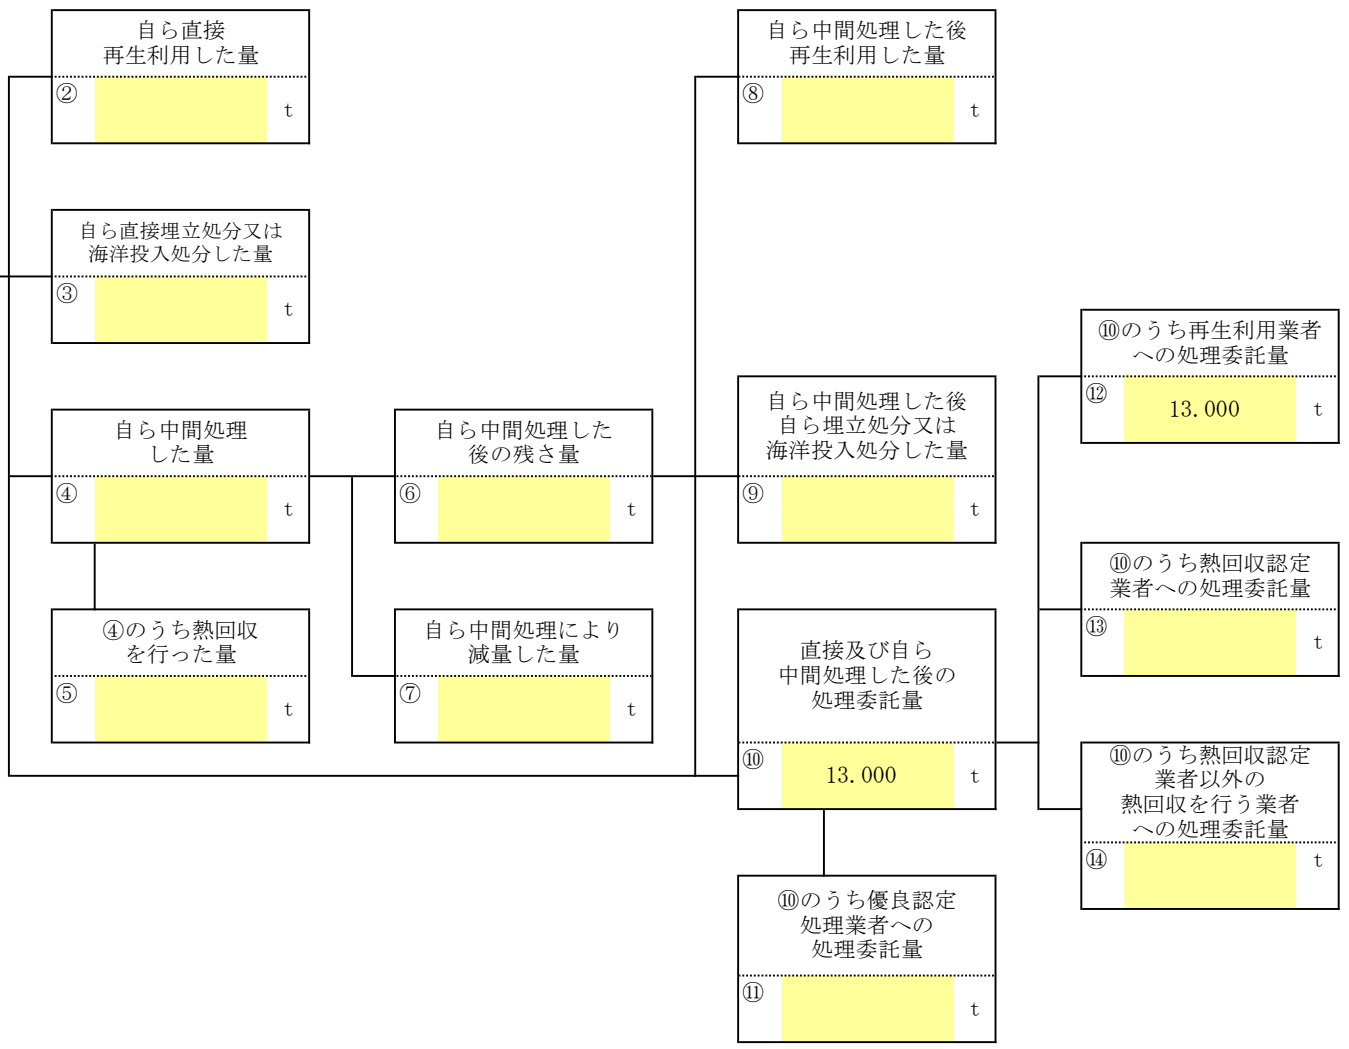 自ら直接
再生利用した量
②
t
自ら中間処理した後
再生利用した量
⑧
t
自ら直接埋立処分又は
海洋投入処分した量
③
t
⑩のうち再生利用業者
への処理委託量
⑫
13.000
t
自ら中間処理
した量
④
t
自ら中間処理した
後の残さ量
⑥
t
自ら中間処理した後
自ら埋立処分又は
海洋投入処分した量
⑨
t
⑩のうち熱回収認定
業者への処理委託量
⑬
t
④のうち熱回収
を行った量
⑤
t
自ら中間処理により
減量した量
⑦
t
直接及び自ら
中間処理した後の
処理委託量
⑩
13.000
t
⑩のうち熱回収認定
業者以外の
熱回収を行う業者
への処理委託量
⑭
t
⑩のうち優良認定
処理業者への
処理委託量
⑪
t